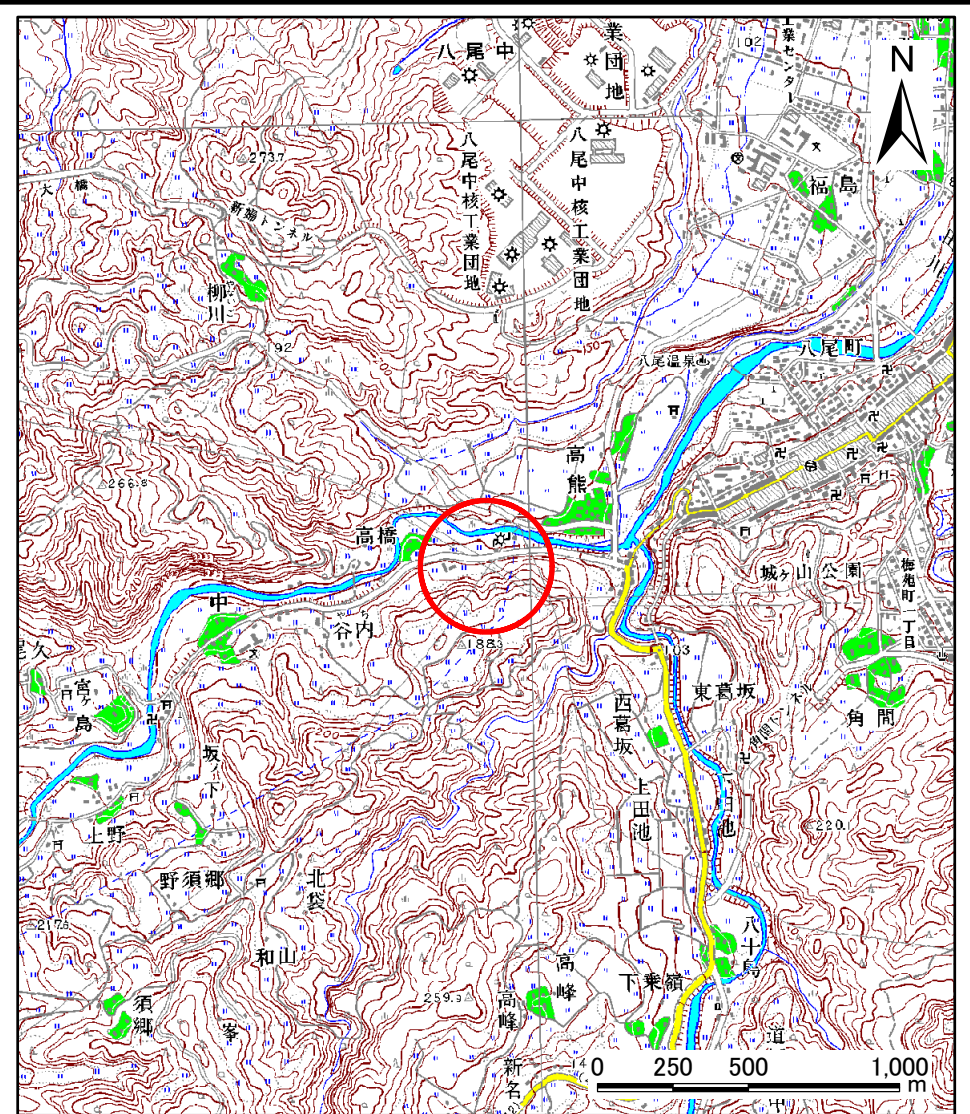 八尾中
業団地
102
業センター
N
2737
八尾中核工業団地
八尾中核工業団地
福島
大橋
新湯トンネル
柳川
92
150
八尾温泉
八尾町
高熊
266.8
高橋
城ヶ山公園
梅苑町一丁目
中
谷内
188.3
103
宮ヶ島
西葛坂
東葛坂
角間
坂ノ下
上田池
220
上野
野須郷
北袋
217.6
和山
八十島
高峰
下乗嶺
259.9
高峰
須郷
峯
新名
0 250 500 1,000
m